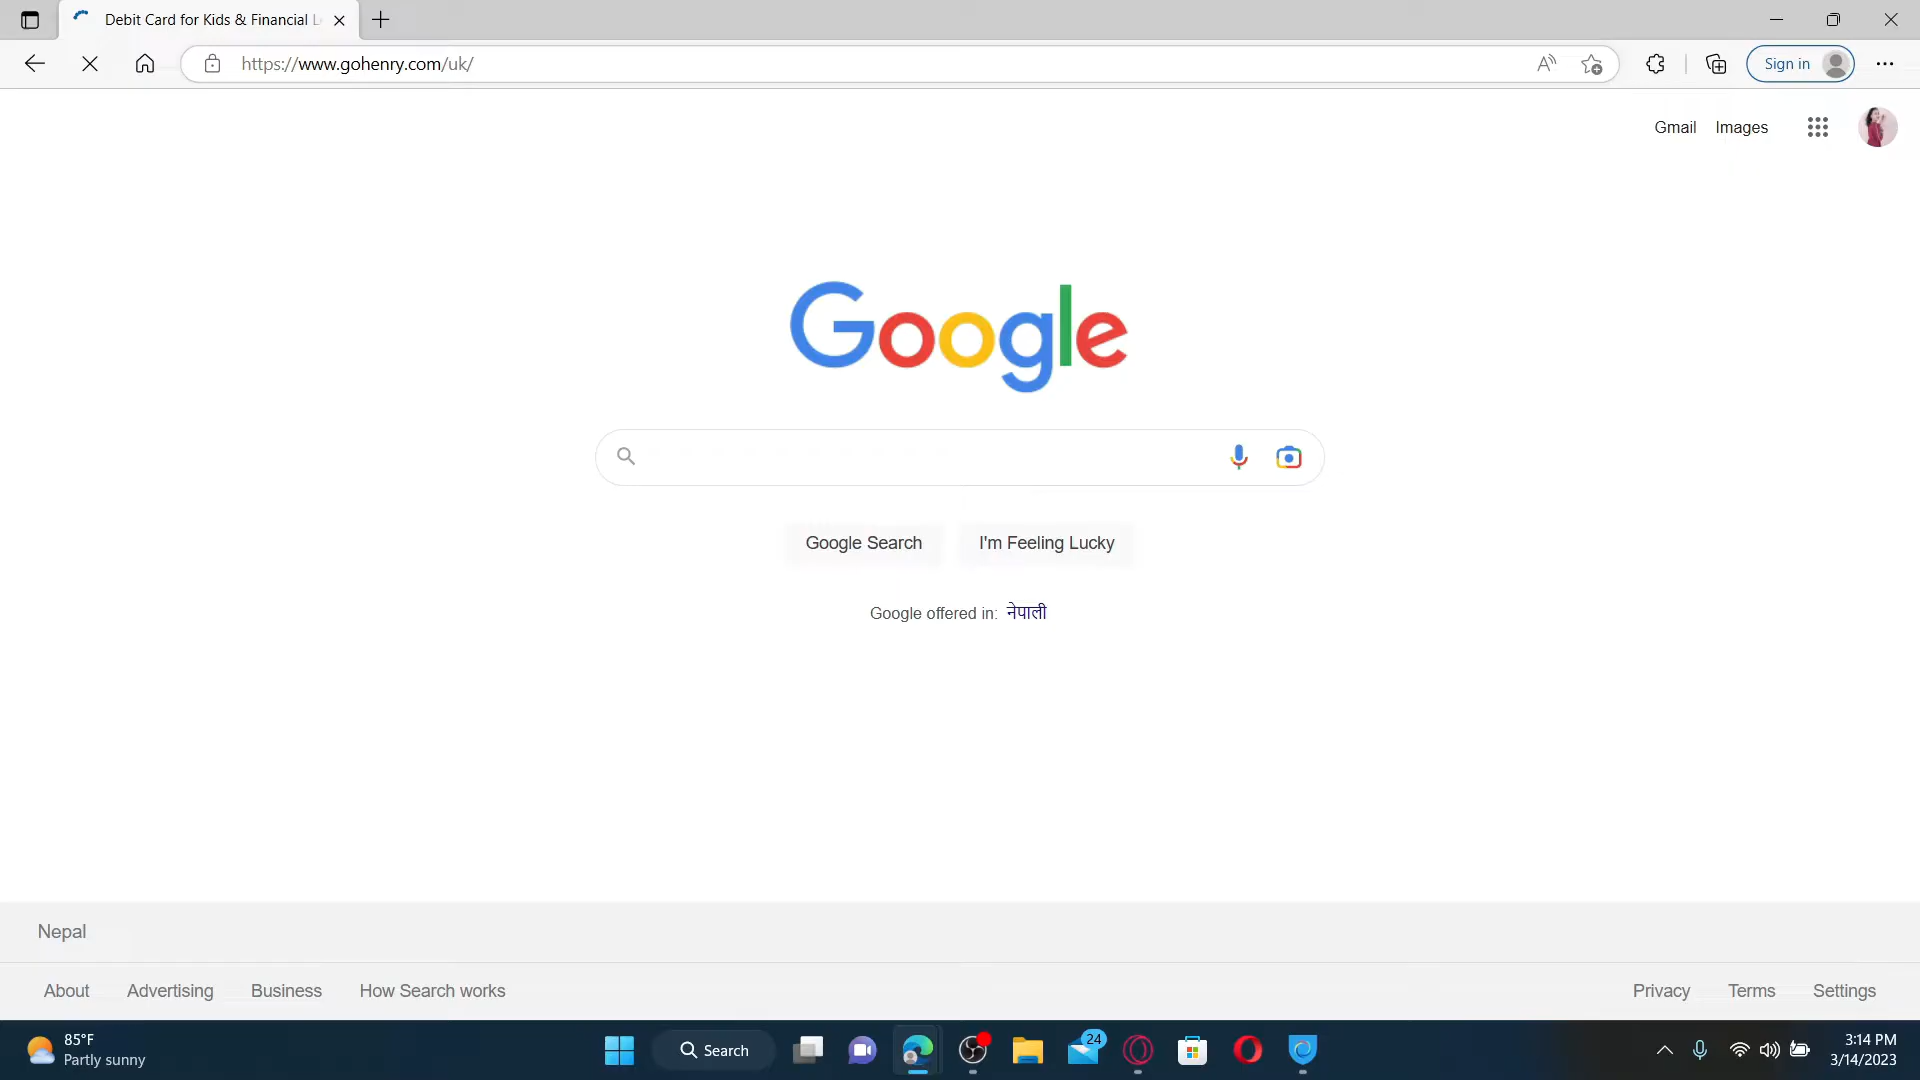 Debit Card for Kids & Financial L
https://www.gohenry.com/uk/
Sign in
Gmail
Images
Google
Google Search
I'm Feeling Lucky
Google offered in: नेपाली
Nepal
About
Advertising
Business
How Search works
Privacy
Terms
Settings
85°F
Partly sunny
Search
24
3:14 PM
3/14/2023